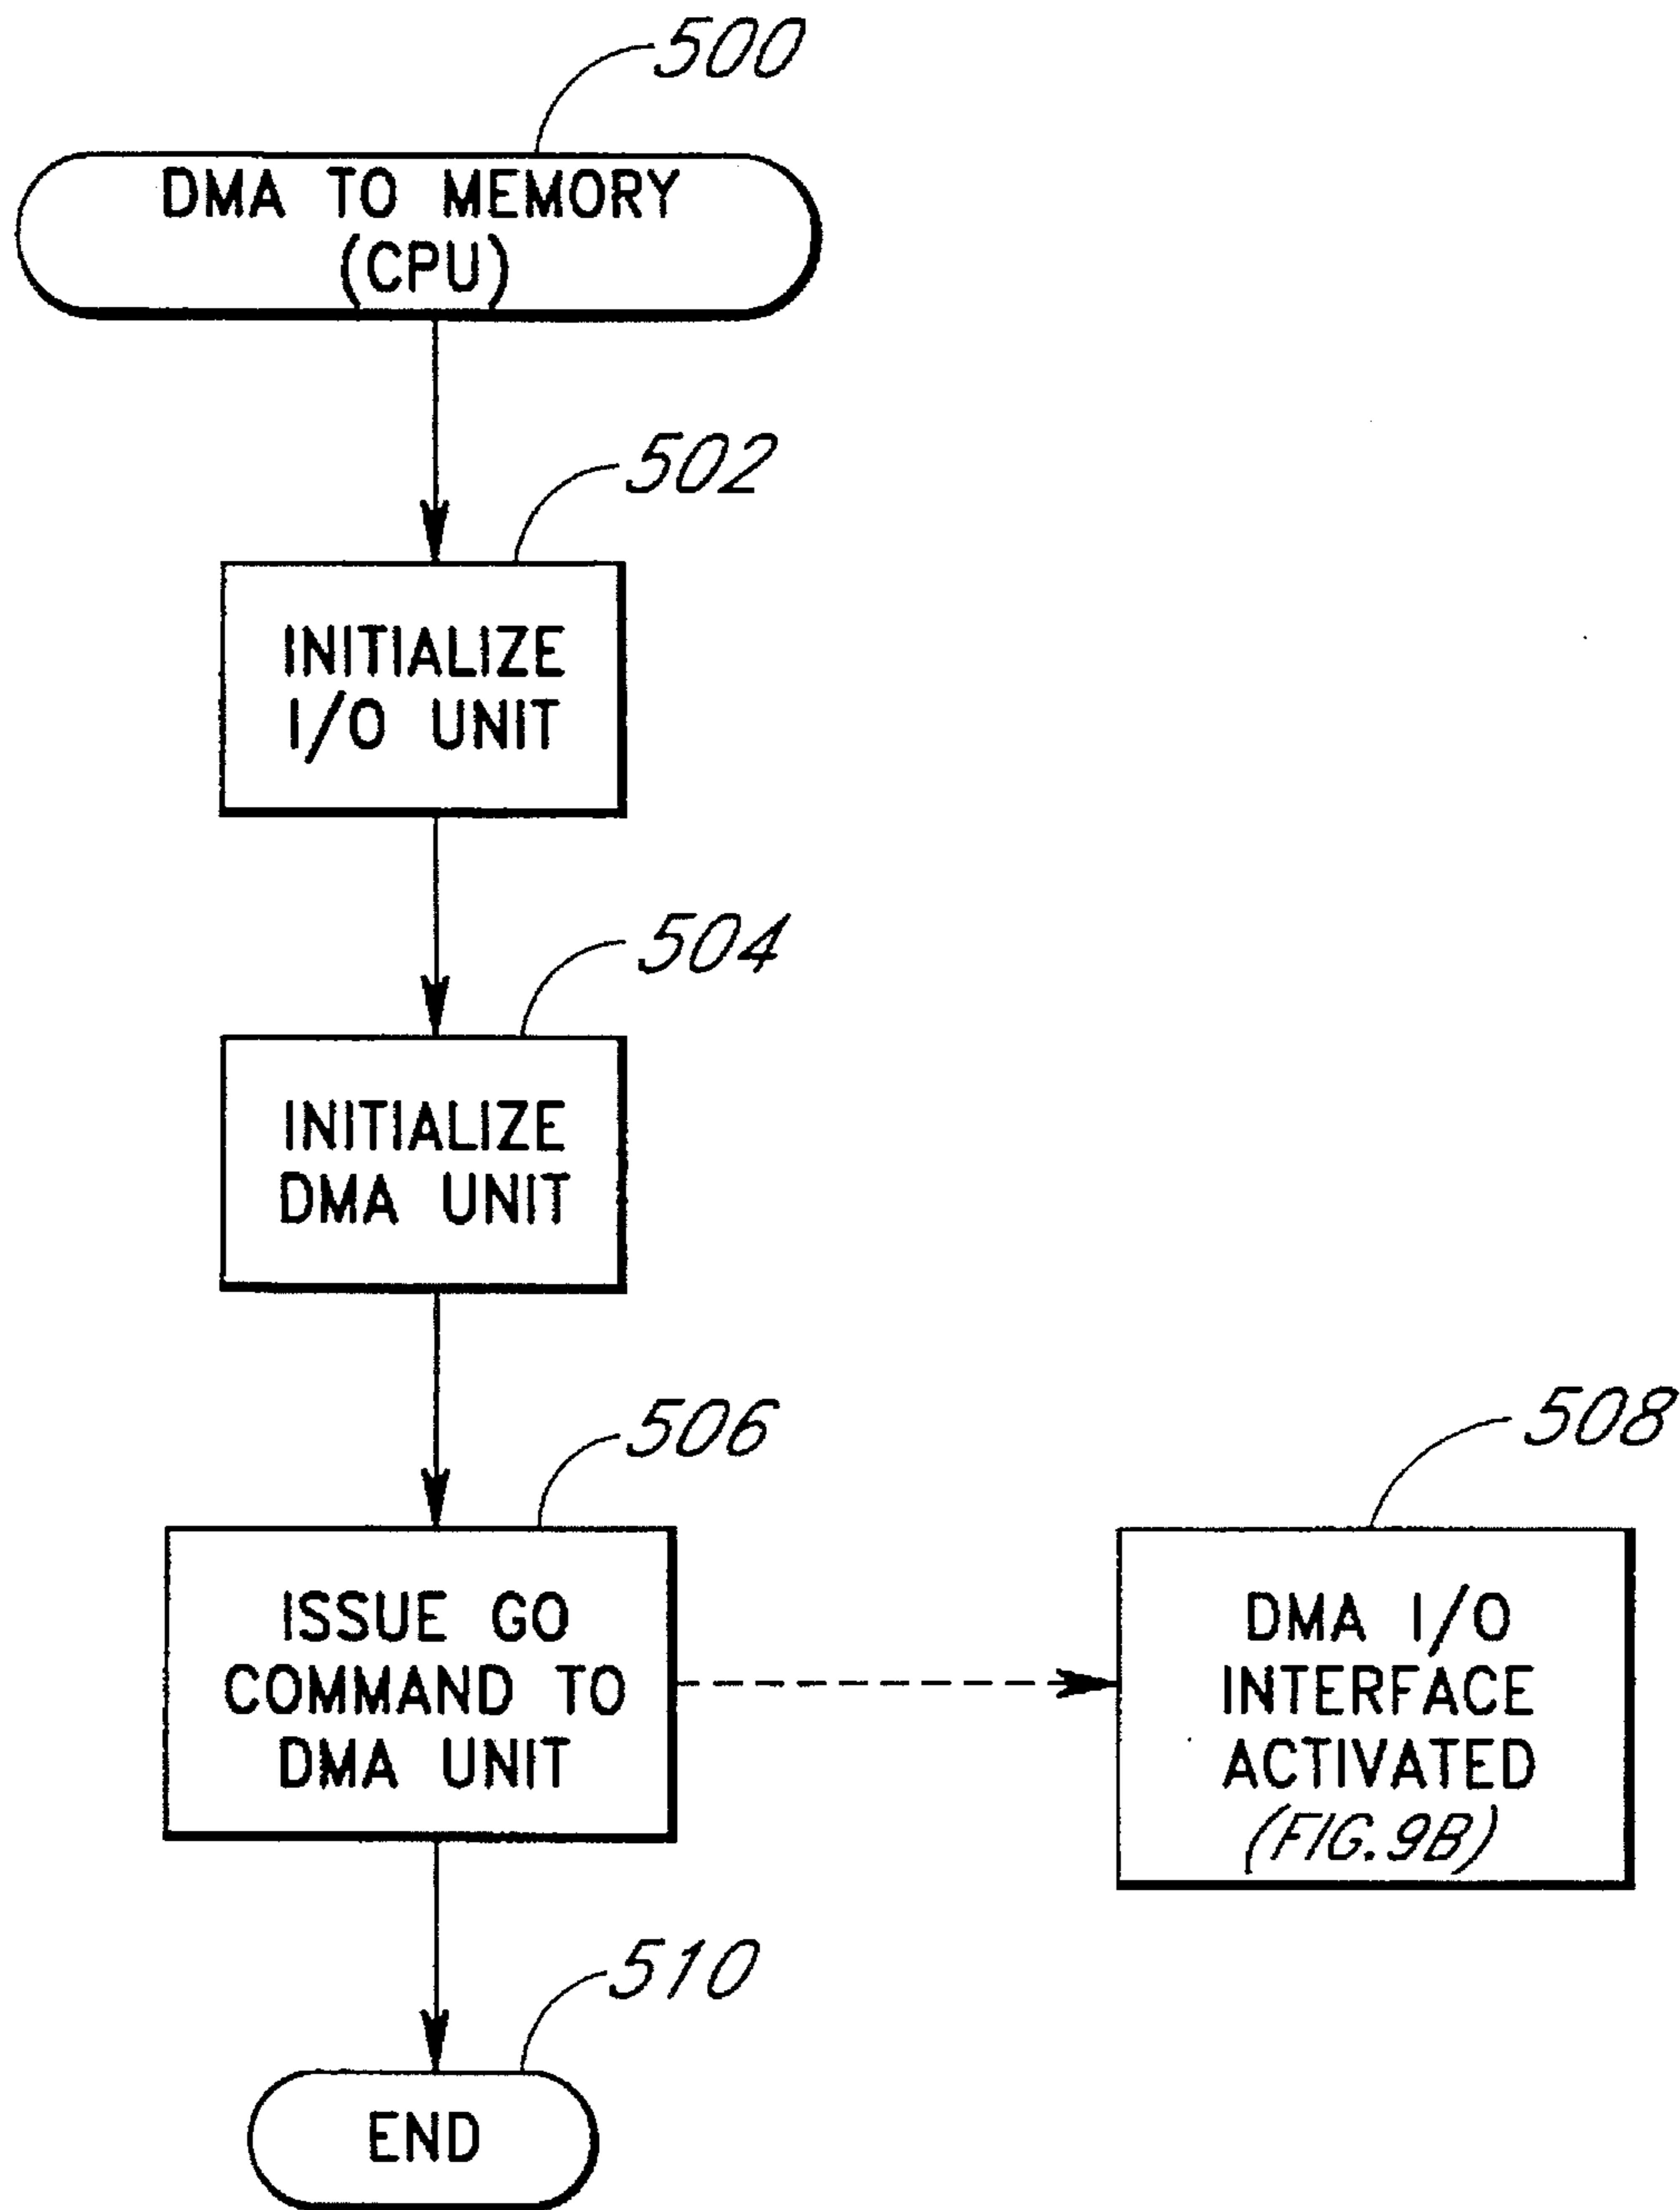 500
DMA TO MEMORY
(CPU)
502
INITIALIZE
I/O UNIT
504
INITIALIZE
DMA UNIT
506
ISSUE GO
COMMAND TO
DMA UNIT
508
DMA I/O
INTERFACE
ACTIVATED
(FIG.9B)
510
END